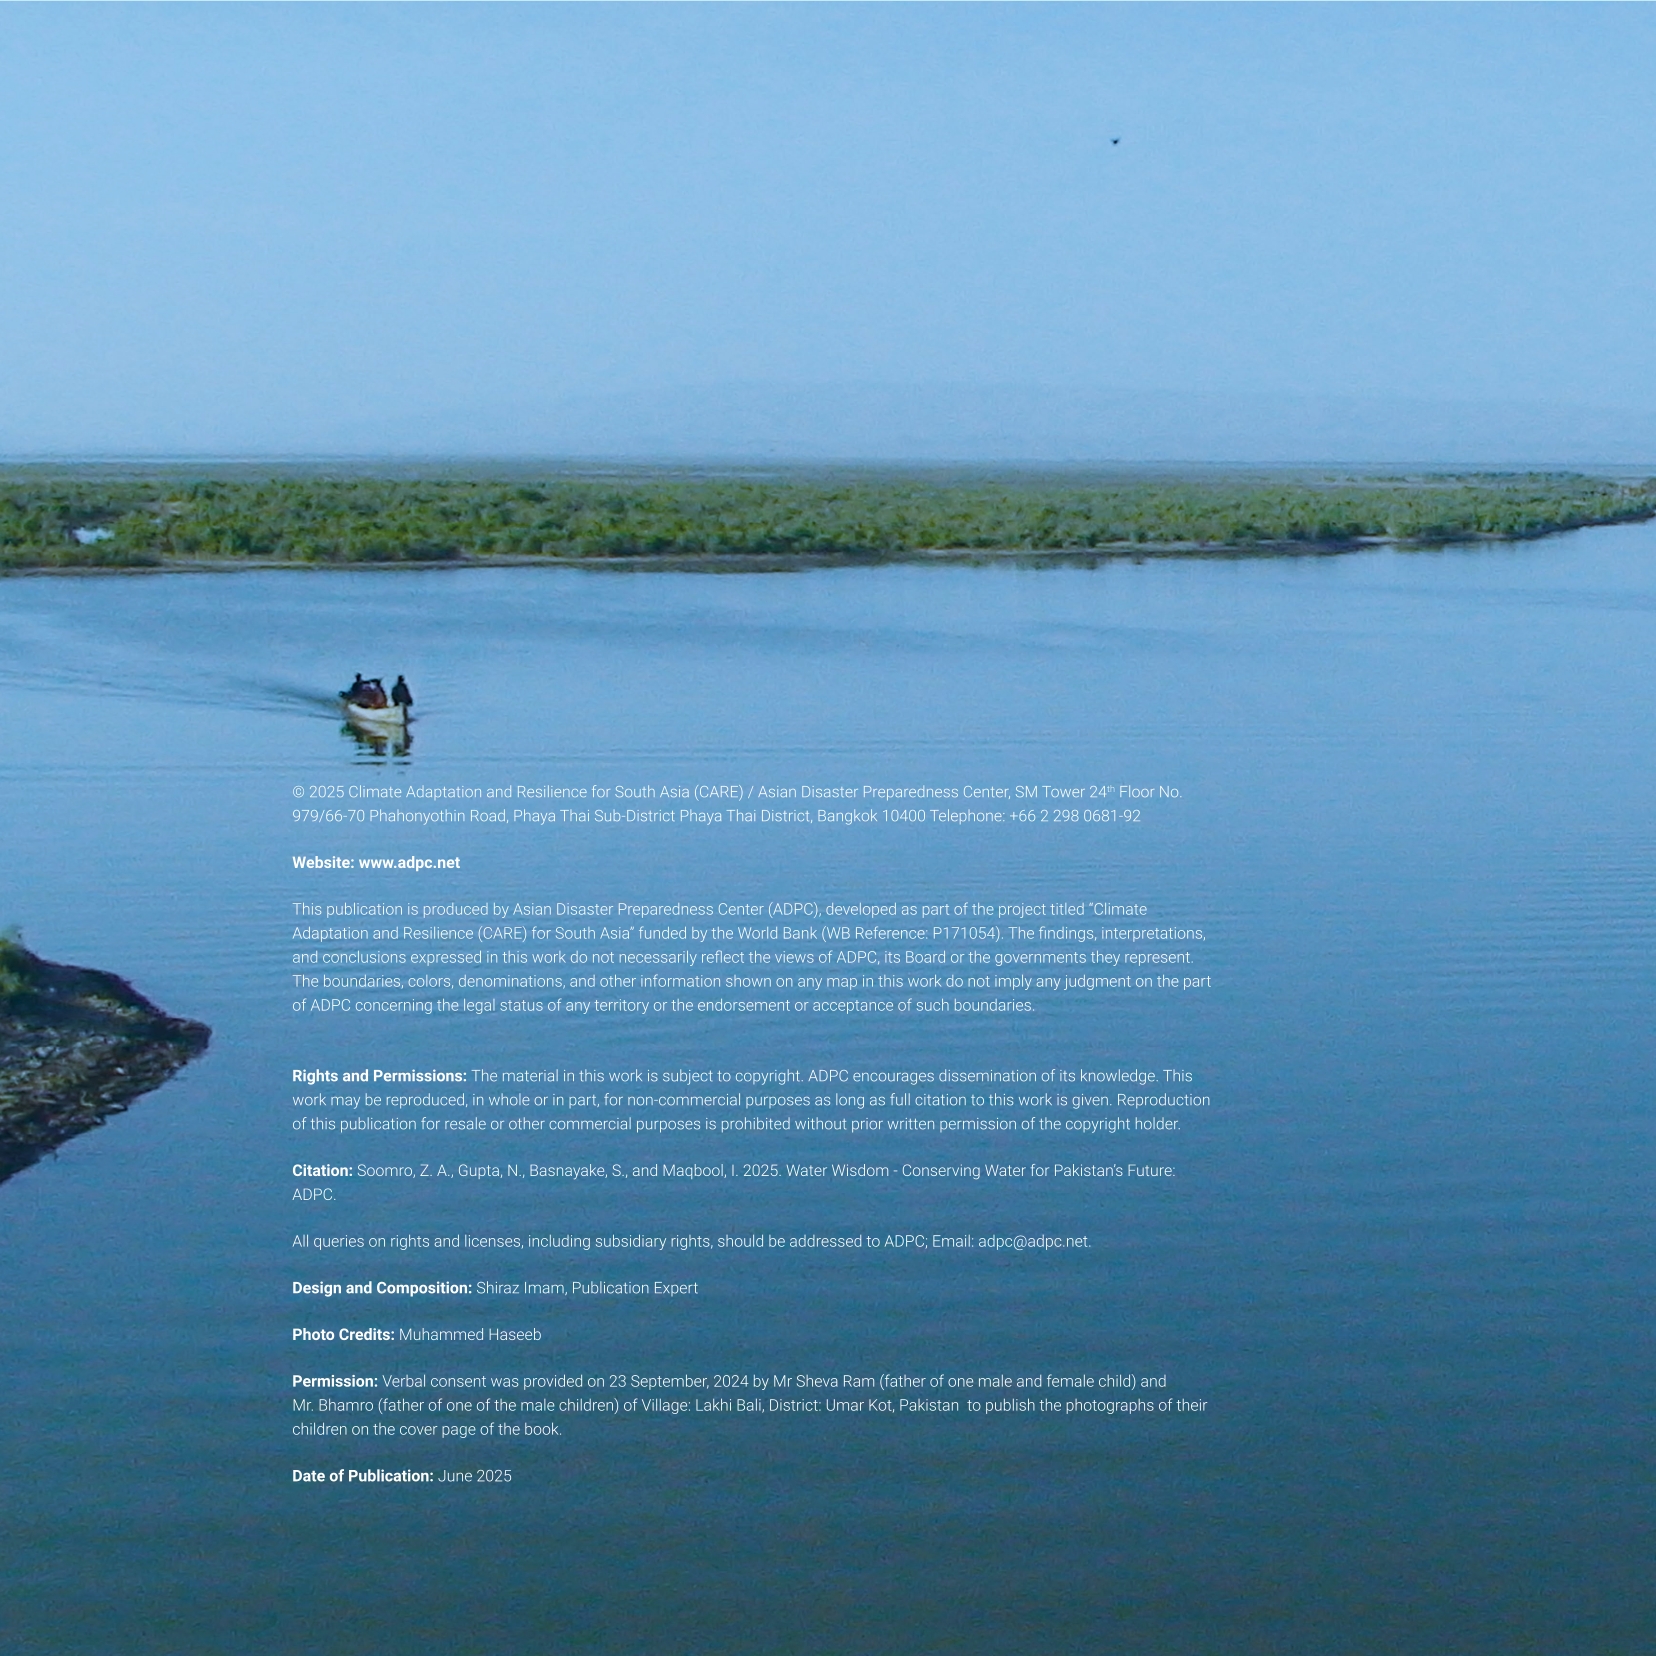 © 2025 Climate Adaptation and Resilience for South Asia (CARE) / Asian Disaster Preparedness Center, SM Tower 24th Floor No.
979/66-70 Phahonyothin Road, Phaya Thai Sub-District Phaya Thai District, Bangkok 10400 Telephone: +66 2 298 0681-92
Website: www.adpc.net
This publication is produced by Asian Disaster Preparedness Center (ADPC), developed as part of the project titled “Climate
Adaptation and Resilience (CARE) for South Asia” funded by the World Bank (WB Reference: P171054). The findings, interpretations,
and conclusions expressed in this work do not necessarily reflect the views of ADPC, its Board or the governments they represent.
The boundaries, colors, denominations, and other information shown on any map in this work do not imply any judgment on the part
of ADPC concerning the legal status of any territory or the endorsement or acceptance of such boundaries.
Rights and Permissions: The material in this work is subject to copyright. ADPC encourages dissemination of its knowledge. This
work may be reproduced, in whole or in part, for non-commercial purposes as long as full citation to this work is given. Reproduction
of this publication for resale or other commercial purposes is prohibited without prior written permission of the copyright holder.
Citation: Soomro, Z. A., Gupta, N., Basnayake, S., and Maqbool, I. 2025. Water Wisdom - Conserving Water for Pakistan’s Future:
ADPC.
All queries on rights and licenses, including subsidiary rights, should be addressed to ADPC; Email: adpc@adpc.net.
Design and Composition: Shiraz Imam, Publication Expert
Photo Credits: Muhammed Haseeb
Permission: Verbal consent was provided on 23 September, 2024 by Mr Sheva Ram (father of one male and female child) and
Mr. Bhamro (father of one of the male children) of Village: Lakhi Bali, District: Umar Kot, Pakistan  to publish the photographs of their
children on the cover page of the book.
Date of Publication: June 2025